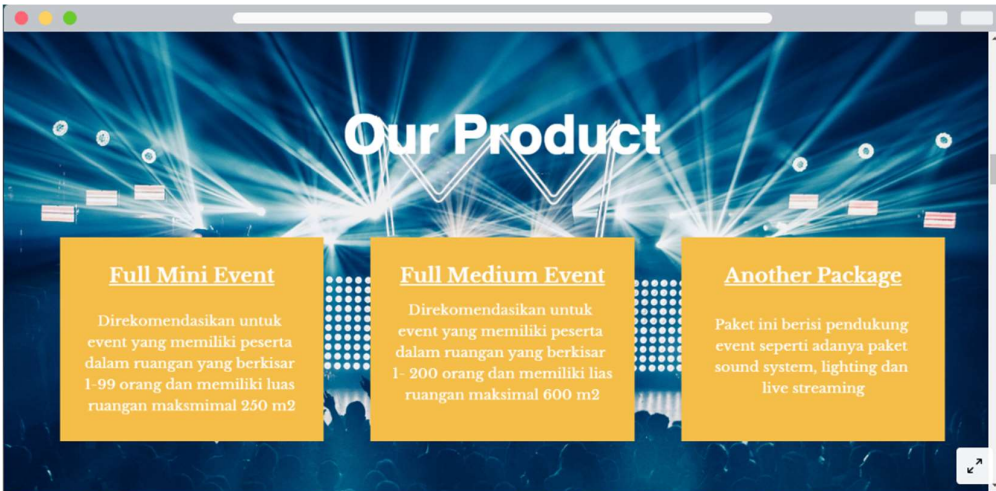 Our Product
Full Mini Event
Direkomendasikan untuk
event yang memiliki peserta
dalam ruangan yang berkisar
1-99 orang dan memiliki luas
ruangan maksmimal 250 m2
Full Medium Event
Direkomendasikan untuk
event yang memiliki peserta
dalam ruangan yang berkisar
1- 200 orang dan memiliki lias
ruangan maksimal 600 m2
Another Package
Paket ini berisi pendukung
event seperti adanya paket
sound system, lighting dan
live streaming